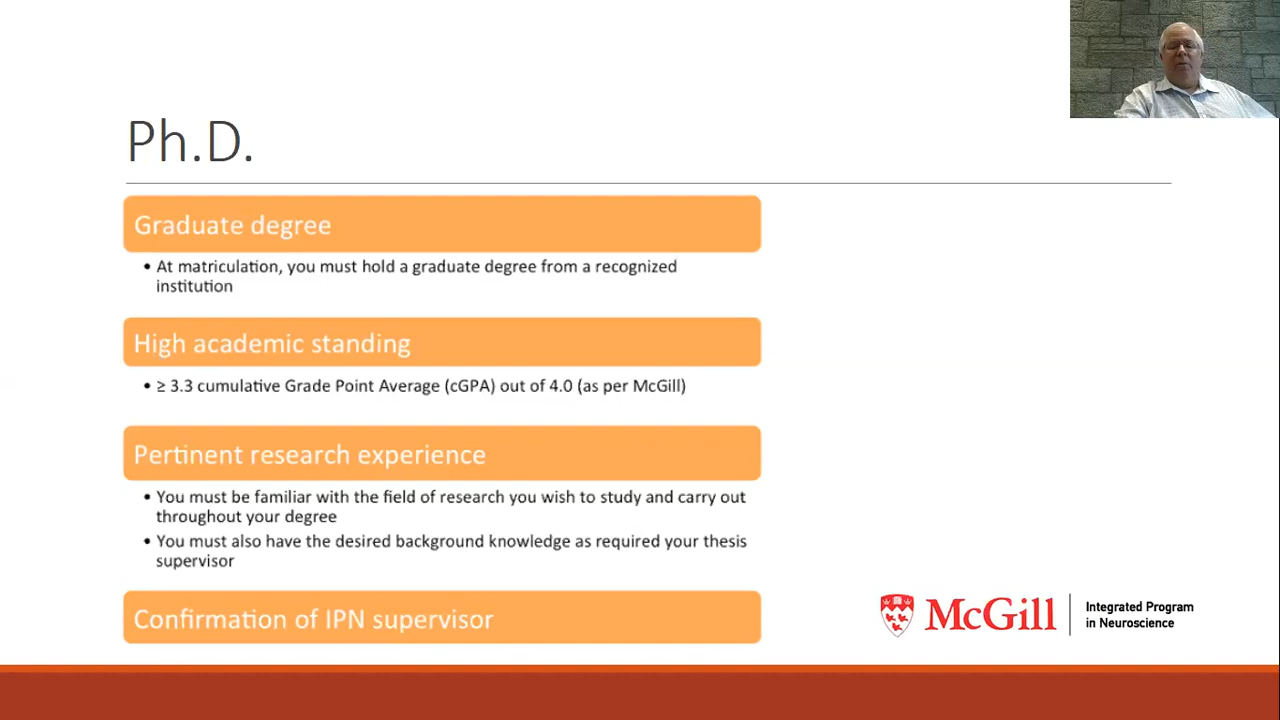 Ph.D.
Graduate degree
• At matriculation, you must hold a graduate degree from a recognized
institution
High academic standing
• ≥ 3.3 cumulative Grade Point Average (cGPA) out of 4.0 (as per McGill)
Pertinent research experience
• You must be familiar with the field of research you wish to study and carry out
throughout your degree
• You must also have the desired background knowledge as required your thesis
supervisor
Confirmation of IPN supervisor
McGill
Integrated Program
in Neuroscience